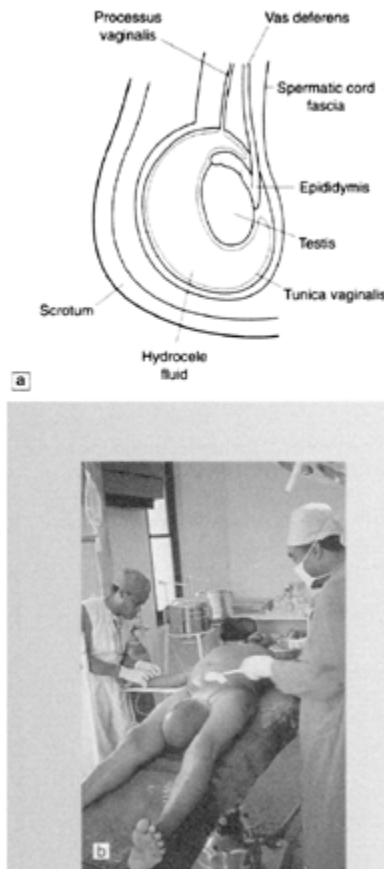 Processus
vaginalis
Vas deferens
Spermatic cord
fascia
Epididymis
Testis
Tunica vaginalis
Scrotum
Hydrocele
fluid
a
b